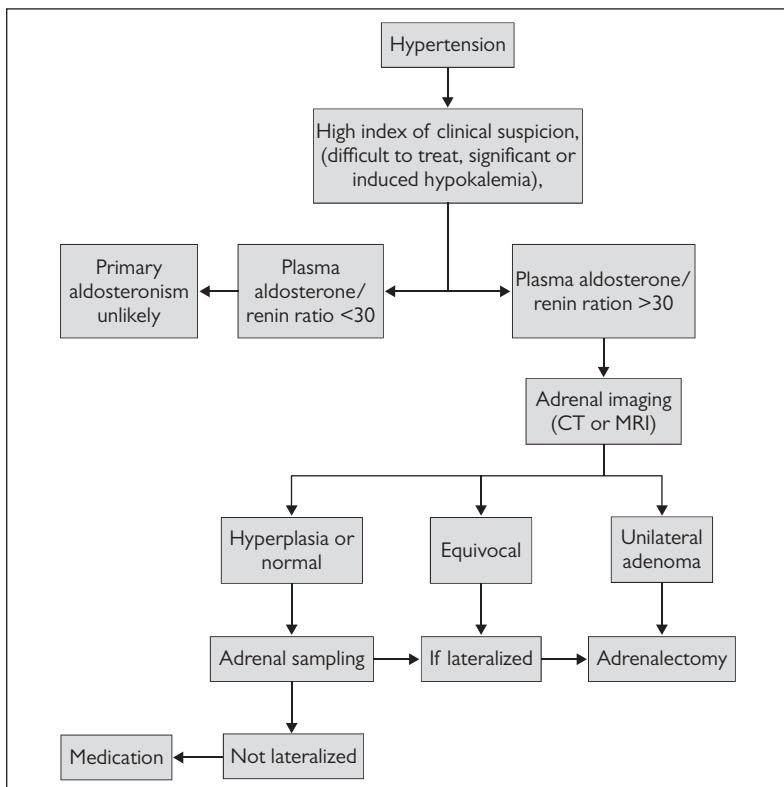 Hypertension
High index of clinical suspicion,
(difficult to treat, significant or
induced hypokalemia),
Primary
aldosteronism
unlikely
Plasma
aldosterone/
renin ratio <30
Plasma aldosterone/
renin ration >30
Adrenal imaging
(CT or MRI)
Hyperplasia or
normal
Equivocal
Unilateral
adenoma
Adrenal sampling
If lateralized
Adrenalectomy
Medication
Not lateralized